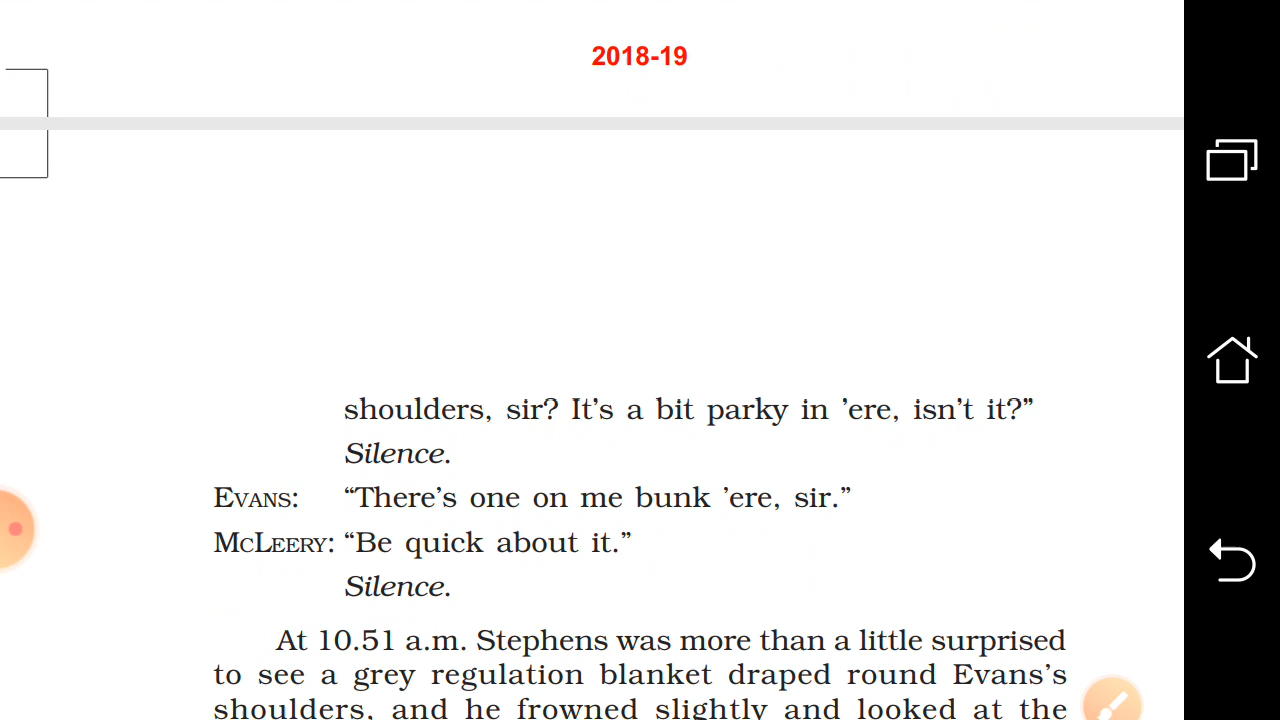 2018-19
shoulders, sir? It’s a bit parky in ’ere, isn’t it?”
Silence.
EVANS: “There’s one on me bunk ’ere, sir.”
MCLEERY: “Be quick about it.”
Silence.
At 10.51 a.m. Stephens was more than a little surprised
to see a grey regulation blanket draped round Evans’s
shoulders, and he frowned slightly and looked at the